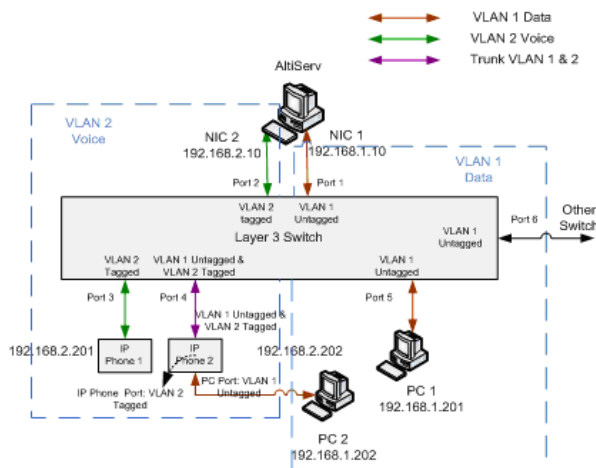 VLAN 1 Data
VLAN 2 Voice
Trunk VLAN 1 & 2
AltiServ
VLAN 2
Voice
NIC 2
192.168.2.10
NIC 1
192.168.1.10
VLAN 1
Data
Port 2
Port 1
VLAN 2
tagged
VLAN 1
Untagged
Port 6
Other
Switch
Layer 3 Switch
VLAN 1
Untagged
VLAN 2
Tagged
VLAN 1 Untagged &
VLAN 2 Tagged
VLAN 1
Untagged
Port 3
Port 4
Port 5
VLAN 1 Untagged &
VLAN 2 Tagged
192.168.2.201
IP
Phone 1
IP
Phone 2
192.168.2.202
PC 1
192.168.1.201
IP Phone Port: VLAN 2
Tagged
PC Port: VLAN 1
Untagged
PC 2
192.168.1.202